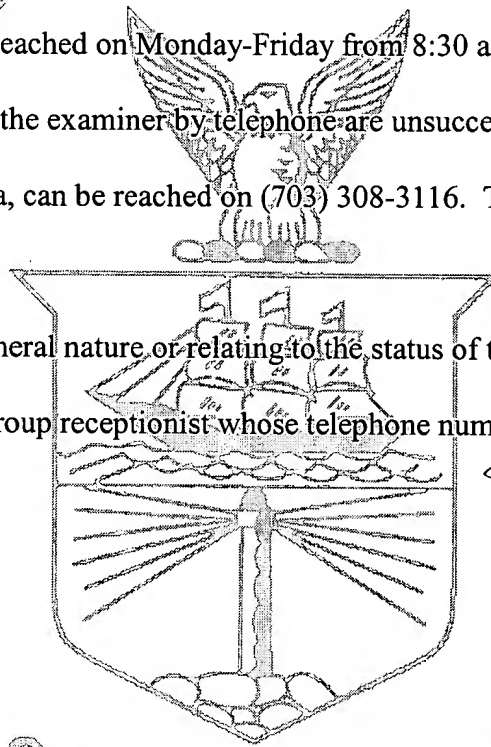 eached on Monday-Friday from 8:30 a
the examiner by telephone are unsucce
a, can be reached on (703) 308-3116. T
neral nature or relating to the status of t
roup receptionist whose telephone num